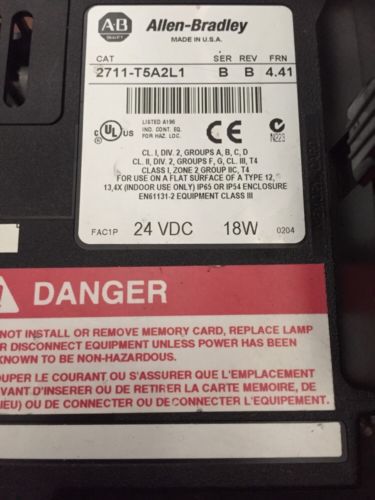 AB
Allen-Bradley
MADE IN U.S.A.
CAT SER REV FRN
2711-T5A2L1 B B 4.41
LISTED A196
IND. CONT. EQ.
FOR HAZ. LOC.
UL
CE
N223
CL. I, DIV. 2, GROUPS A, B, C, D
CL. II, DIV. 2, GROUPS F, G, CL. III, T4
CLASS I, ZONE 2 GROUP IIC, T4
FOR USE ON A FLAT SURFACE OF A TYPE 12,
13,4X (INDOOR USE ONLY) IP65 OR IP54 ENCLOSURE
EN61131-2 EQUIPMENT CLASS III
FAC1P 24 VDC 18W 0204
DANGER
NOT INSTALL OR REMOVE MEMORY CARD, REPLACE LAMP
R DISCONNECT EQUIPMENT UNLESS POWER HAS BEEN
KNOWN TO BE NON-HAZARDOUS.
OUPER LE COURANT OU S'ASSURER QUE L'EMPLACEMENT
VANT D'INSERER OU DE RETIRER LA CARTE MEMOIRE, DE
IEU) OU DE CONNECTER OU DE DECONNECTER L'EQUIPEMENT.